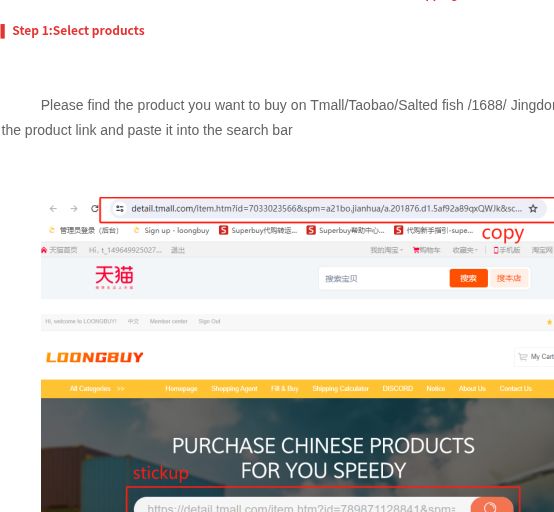 Step 1:Select products
Please find the product you want to buy on Tmall/Taobao/Salted fish /1688/ Jingdon
the product link and paste it into the search bar
detail.tmall.com/item.htm?id=7033023566&spm=a21bo.jianhua/a.201876.d1.5af92a89qxQWJk&sc...
管理员登录（后台） Sign up - loongbuy Superbuy代购转运... Superbuy帮助中心... 代购新手指引-supe...
copy
天猫首页 Hi, t_149649925027... 退出 我的淘宝 购物车 收藏夹 手机版 淘宝网
天猫
搜索宝贝 搜索 搜本店
Hi, welcome to LOONGBUY! 中文 Member center Sign Out
LOONGBUY
My Cart
All Categories >> Homepage Shopping Agent Fill & Buy Shipping Calculator DISCORD Notice About Us Contact Us
PURCHASE CHINESE PRODUCTS
FOR YOU SPEEDY
stickup
https://detail.tmall.com/item.htm?id=789871128841&spm=